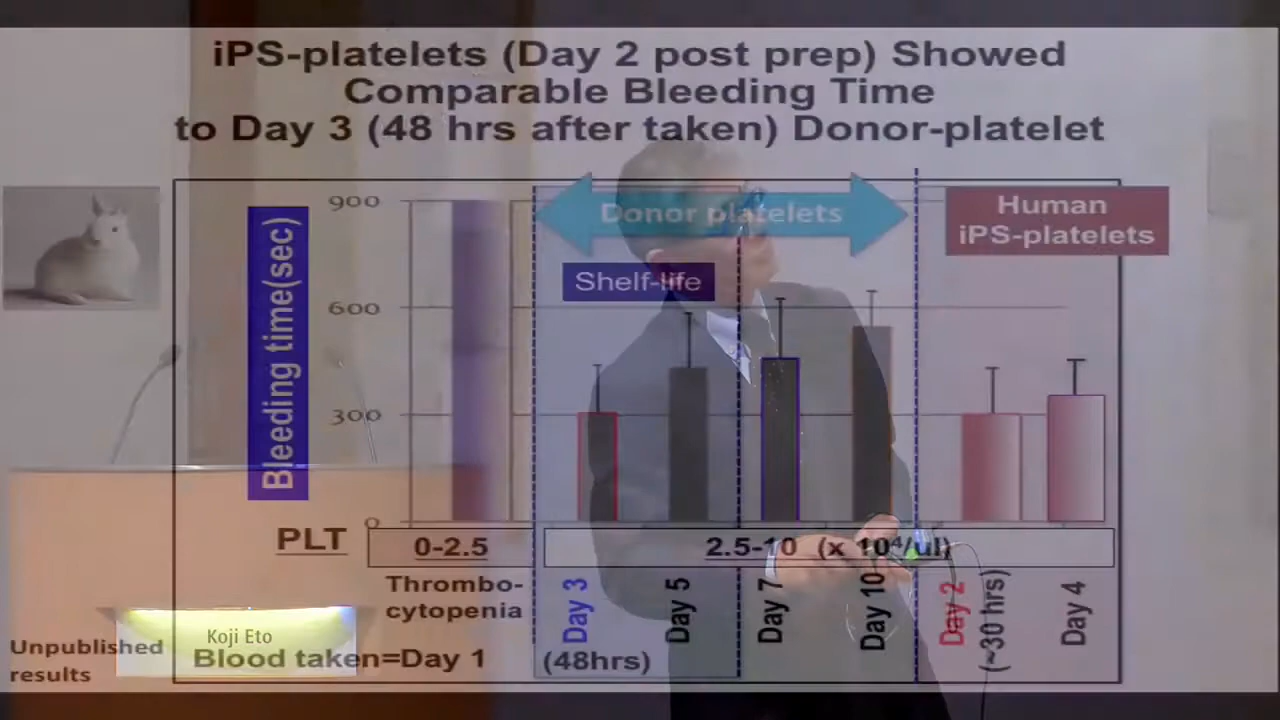 iPS-platelets (Day 2 post prep) Showed
Comparable Bleeding Time
to Day 3 (48 hrs after taken) Donor-platelet
Donor platelets
Human
iPS-platelets
Shelf-life
Bleeding time(sec)
900
600
300
0
PLT
0-2.5
2.5-10 (x 10⁴/ul)
Thrombo-
cytopenia
Day 3
(48hrs)
Day 5
Day 7
Day 10
Day 2
(~30 hrs)
Day 4
Blood taken=Day 1
Unpublished
results
Koji Eto